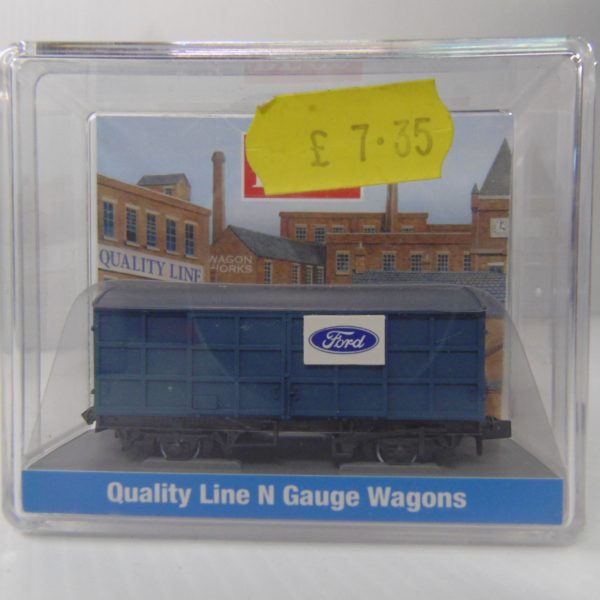 £ 7.35
QUALITY LINE
WAGON
WORKS
Ford
Quality Line N Gauge Wagons